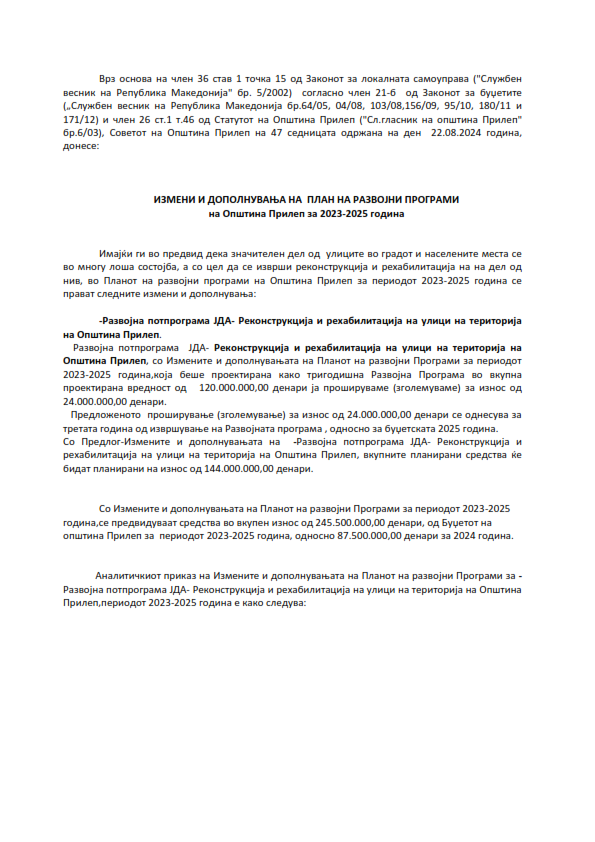 Врз основа на член 36 став 1 точка 15 од Законот за локалната самоуправа ("Службен
весник на Република Македонија" бр. 5/2002) согласно член 21-б од Законот за буџетите
(„Службен весник на Република Македонија бр.64/05, 04/08, 103/08,156/09, 95/10, 180/11 и
171/12) и член 26 ст.1 т.46 од Статутот на Општина Прилеп ("Сл.гласник на општина Прилеп"
бр.6/03), Советот на Општина Прилеп на 47 седницата одржана на ден 22.08.2024 година,
донесе:
ИЗМЕНИ И ДОПОЛНУВАЊА НА ПЛАН НА РАЗВОЈНИ ПРОГРАМИ
на Општина Прилеп за 2023-2025 година
Имајќи ги во предвид дека значителен дел од улиците во градот и населените места се
во многу лоша состојба, а со цел да се изврши реконструкција и рехабилитација на на дел од
нив, во Планот на развојни програми на Општина Прилеп за периодот 2023-2025 година се
прават следните измени и дополнувања:
-Развојна потпрограма ЈДА- Реконструкција и рехабилитација на улици на територија
на Општина Прилеп.
Развојна потпрограма ЈДА- Реконструкција и рехабилитација на улици на територија на
Општина Прилеп, со Измените и дополнувањата на Планот на развојни Програми за периодот
2023-2025 година,која беше проектирана како тригодишна Развојна Програма во вкупна
проектирана вредност од 120.000.000,00 денари ја прошируваме (зголемуваме) за износ од
24.000.000,00 денари.
Предложеното проширување (зголемување) за износ од 24.000.000,00 денари се однесува за
третата година од извршување на Развојната програма , односно за буџетската 2025 година.
Со Предлог-Измените и дополнувањата на -Развојна потпрограма ЈДА- Реконструкција и
рехабилитација на улици на територија на Општина Прилеп, вкупните планирани средства ќе
бидат планирани на износ од 144.000.000,00 денари.
Со Измените и дополнувањата на Планот на развојни Програми за периодот 2023-2025
година,се предвидуваат средства во вкупен износ од 245.500.000,00 денари, од Буџетот на
општина Прилеп за периодот 2023-2025 година, односно 87.500.000,00 денари за 2024 година.
Аналитичкиот приказ на Измените и дополнувањата на Планот на развојни Програми за -
Развојна потпрограма ЈДА- Реконструкција и рехабилитација на улици на територија на Општина
Прилеп,периодот 2023-2025 година е како следува: